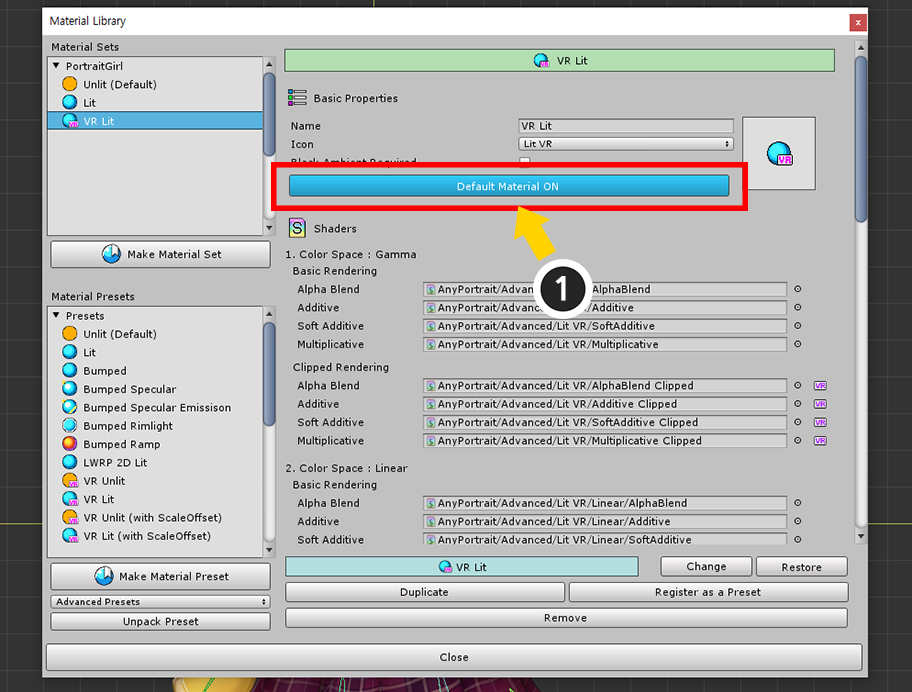 Material Library
x
Material Sets
PortraitGirl
Unlit (Default)
Lit
VR Lit
Make Material Set
Material Presets
Presets
Unlit (Default)
Lit
Bumped
Bumped Specular
Bumped Specular Emissison
Bumped Rimlight
Bumped Ramp
LWRP 2D Lit
VR Unlit
VR Lit
VR Unlit (with ScaleOffset)
VR Lit (with ScaleOffset)
Make Material Preset
Advanced Presets
Unpack Preset
VR Lit
Basic Properties
Name VR Lit
Icon Lit VR
VR
Black Ambient Required
Default Material ON
1
S Shaders
1. Color Space : Gamma
Basic Rendering
Alpha Blend AnyPortrait/Advan AlphaBlend
Additive AnyPortrait/Advanc /Additive
Soft Additive AnyPortrait/Advanced/Lit VR/SoftAdditive
Multiplicative AnyPortrait/Advanced/Lit VR/Multiplicative
Clipped Rendering
Alpha Blend AnyPortrait/Advanced/Lit VR/AlphaBlend Clipped VR
Additive AnyPortrait/Advanced/Lit VR/Additive Clipped VR
Soft Additive AnyPortrait/Advanced/Lit VR/SoftAdditive Clipped VR
Multiplicative AnyPortrait/Advanced/Lit VR/Multiplicative Clipped VR
2. Color Space : Linear
Basic Rendering
Alpha Blend AnyPortrait/Advanced/Lit VR/Linear/AlphaBlend
Additive AnyPortrait/Advanced/Lit VR/Linear/Additive
Soft Additive AnyPortrait/Advanced/Lit VR/Linear/SoftAdditive
VR Lit
Change
Restore
Duplicate
Register as a Preset
Remove
Close